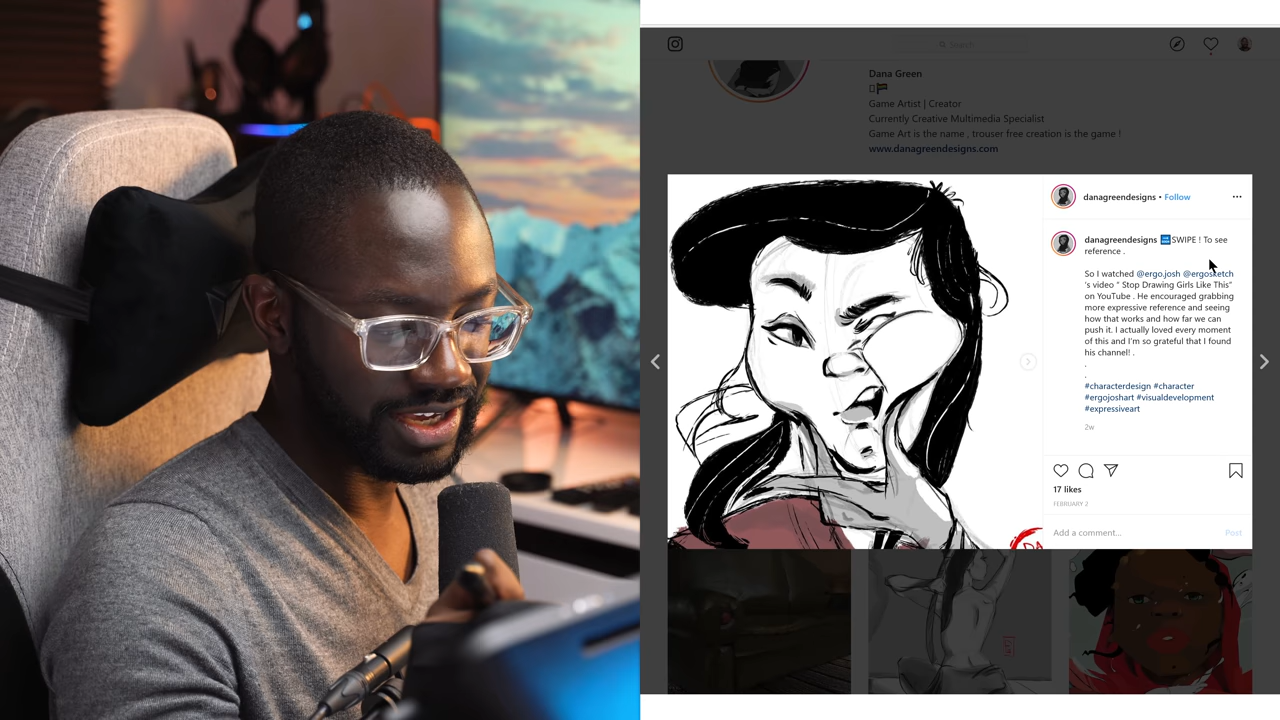 Search
Dana Green
Game Artist | Creator
Currently Creative Multimedia Specialist
Game Art is the name , trouser free creation is the game !
www.danagreendesigns.com
danagreendesigns • Follow
danagreendesigns SWIPE ! To see
reference .
So I watched @ergo.josh @ergosketch
's video " Stop Drawing Girls Like This"
on YouTube . He encouraged grabbing
more expressive reference and seeing
how that works and how far we can
push it. I actually loved every moment
of this and I'm so grateful that I found
his channel! .
.
.
#characterdesign #character
#ergojoshart #visualdevelopment
#expressiveart
2w
17 likes
FEBRUARY 2
Add a comment... Post